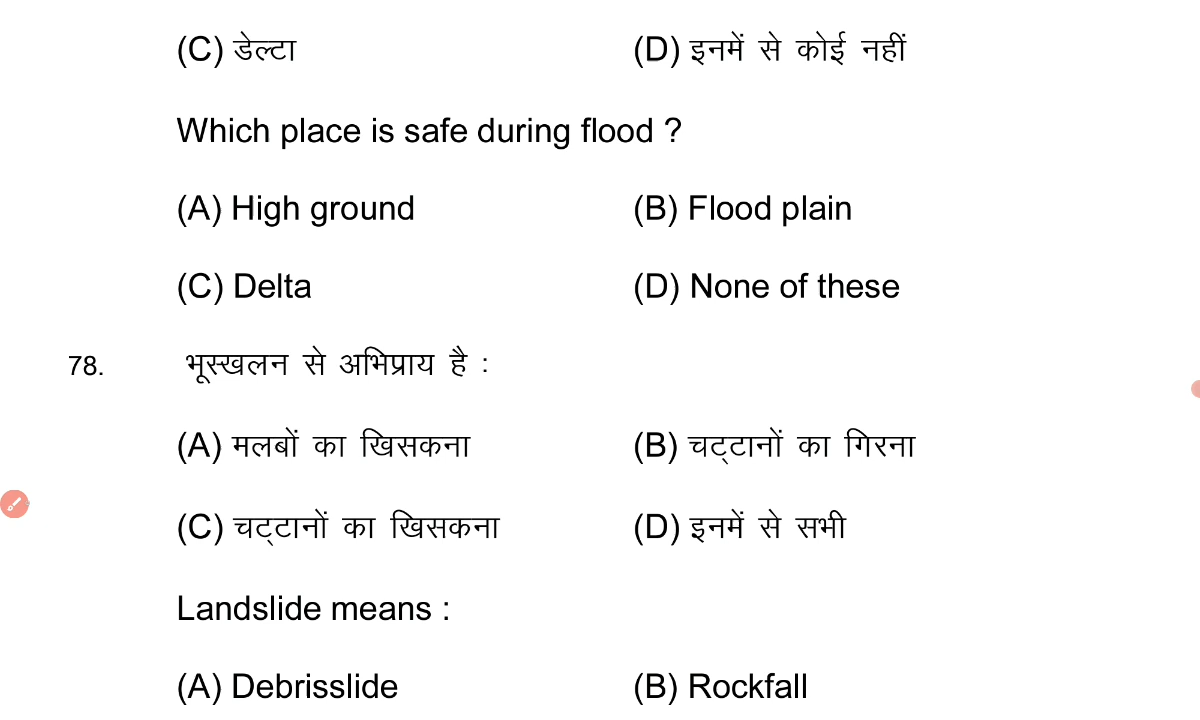 (C) डेल्टा (D) इनमें से कोई नहीं
Which place is safe during flood ?
(A) High ground (B) Flood plain
(C) Delta (D) None of these
78. भूस्खलन से अभिप्राय है :
(A) मलबों का खिसकना (B) चट्टानों का गिरना
(C) चट्टानों का खिसकना (D) इनमें से सभी
Landslide means :
(A) Debrisslide (B) Rockfall